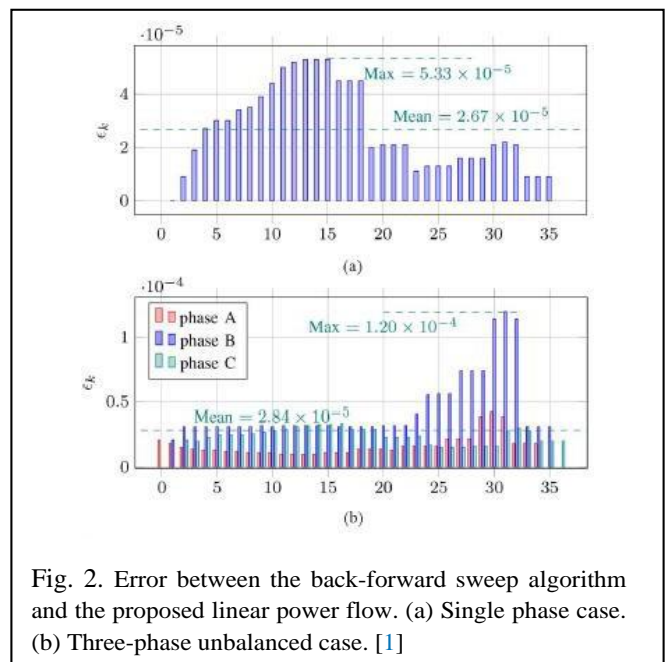 ·10⁻⁵
Max = 5.33 × 10⁻⁵
4
Mean = 2.67 × 10⁻⁵
ϵₖ
2
0
0 5 10 15 20 25 30 35
(a)
·10⁻⁴
phase A
phase B
phase C
1
Max = 1.20 × 10⁻⁴
ϵₖ
0.5
Mean = 2.84 × 10⁻⁵
0
0 5 10 15 20 25 30 35
(b)
Fig. 2. Error between the back-forward sweep algorithm
and the proposed linear power flow. (a) Single phase case.
(b) Three-phase unbalanced case. [1]